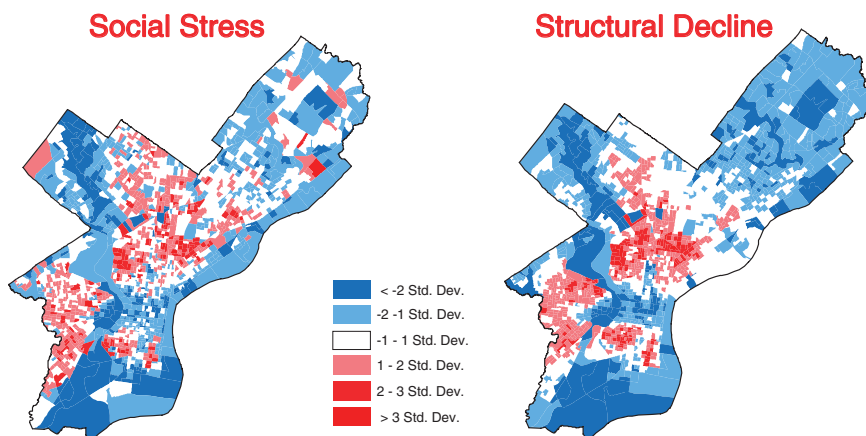 Social Stress
Structural Decline
< -2 Std. Dev.
-2 -1 Std. Dev.
-1 - 1 Std. Dev.
1 - 2 Std. Dev.
2 - 3 Std. Dev.
> 3 Std. Dev.